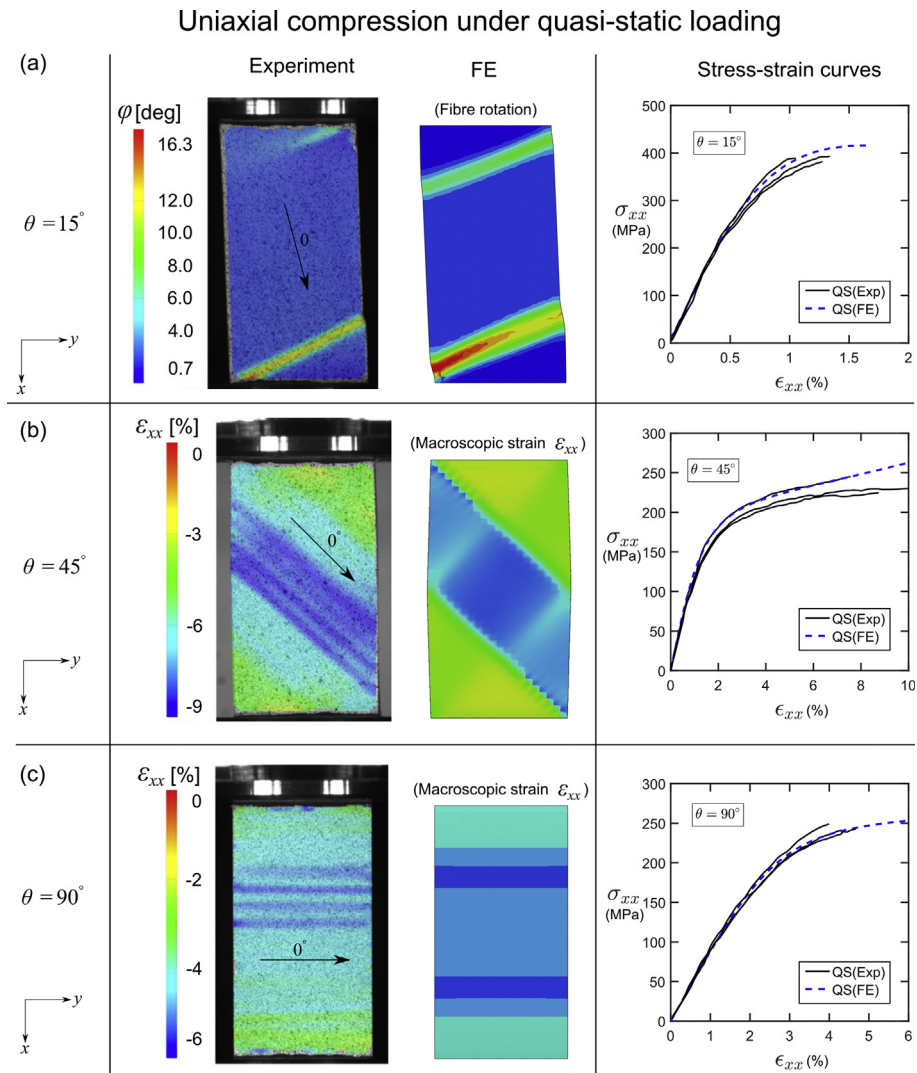 Uniaxial compression under quasi-static loading
(a)
Experiment
FE
Stress-strain curves
φ [deg]
16.3
12.0
10.0
8.0
6.0
4.0
0.7
(Fibre rotation)
θ = 15°
0°
y
x
500
400
300
200
100
0
σxx
(MPa)
θ = 15°
QS(Exp)
QS(FE)
0
0.5
1
1.5
2
ϵxx (%)
(b)
εxx [%]
0
-3
-6
-9
(Macroscopic strain εxx)
θ = 45°
0°
y
x
300
250
200
150
100
50
0
σxx
(MPa)
θ = 45°
QS(Exp)
QS(FE)
0
2
4
6
8
10
ϵxx (%)
(c)
εxx [%]
0
-2
-4
-6
(Macroscopic strain εxx)
θ = 90°
0°
y
x
300
250
200
150
100
50
0
σxx
(MPa)
θ = 90°
QS(Exp)
QS(FE)
0
1
2
3
4
5
6
ϵxx (%)